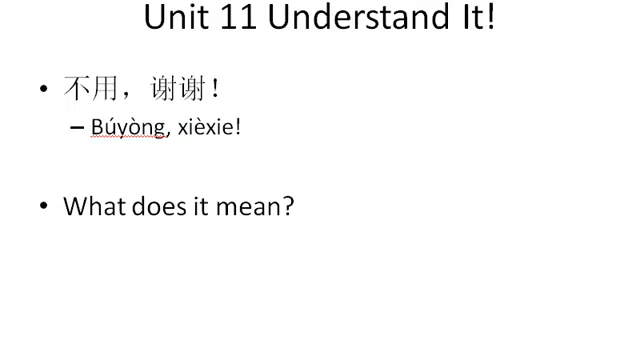 Unit 11 Understand It!
• 不用，谢谢！
– Búyòng, xièxie!
• What does it mean?